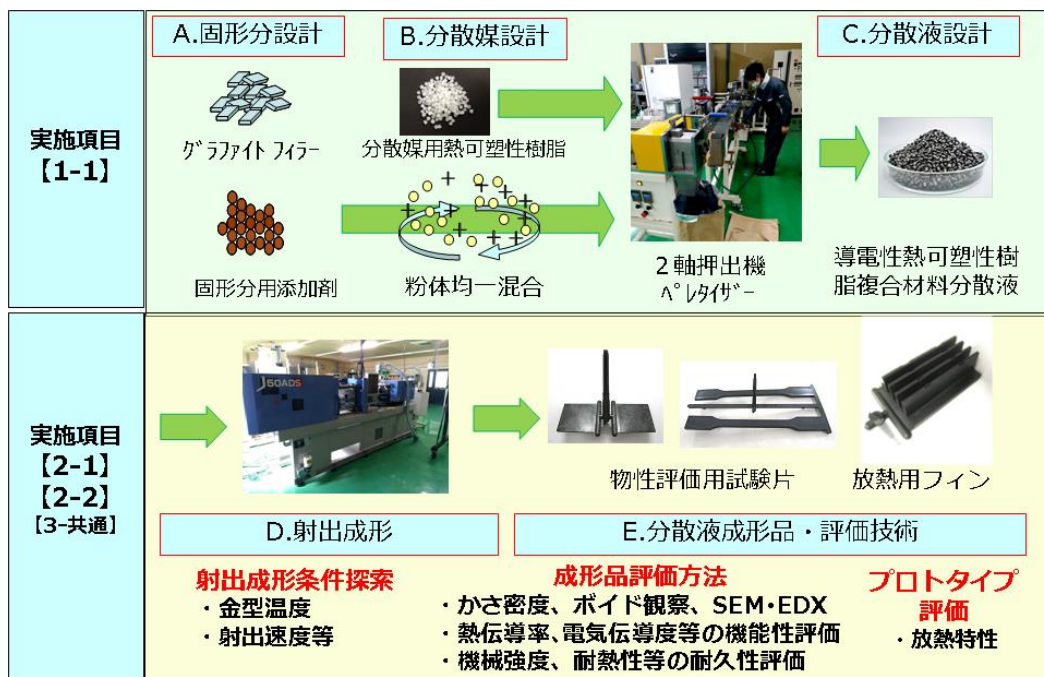 A.固形分設計
B.分散媒設計
C.分散液設計
実施項目
【1-1】
ｸﾞﾗﾌｧｲﾄ ﾌｨﾗｰ
分散媒用熱可塑性樹脂
固形分用添加剤
粉体均一混合
２軸押出機
ﾍﾟﾚﾀｲｻﾞｰ
導電性熱可塑性樹
脂複合材料分散液
実施項目
【2-1】
【2-2】
【3-共通】
J50ADS
物性評価用試験片
放熱用フィン
D.射出成形
E.分散液成形品・評価技術
射出成形条件探索
・金型温度
・射出速度等
成形品評価方法
・かさ密度、ボイド観察、SEM・EDX
・熱伝導率、電気伝導度等の機能性評価
・機械強度、耐熱性等の耐久性評価
プロトタイプ
評価
・放熱特性